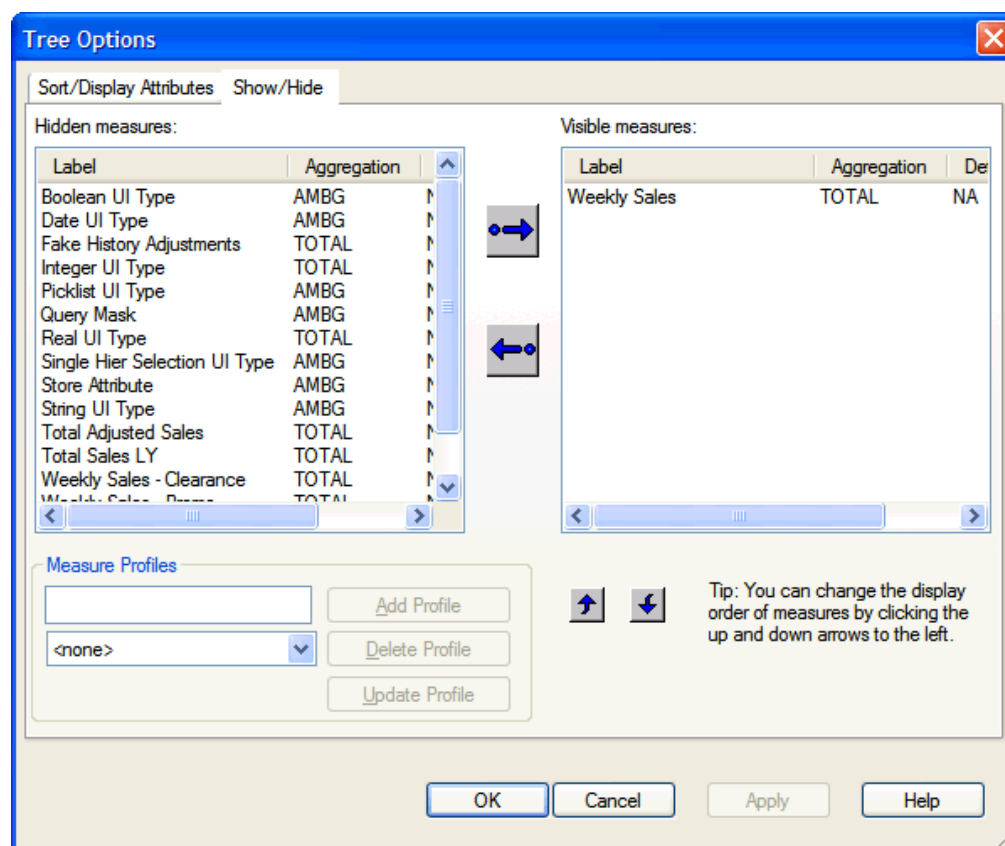 Tree Options
Sort/Display Attributes Show/Hide
Hidden measures: Visible measures:
Label Aggregation Label Aggregation De
Boolean UI Type AMBG N Weekly Sales TOTAL NA
Date UI Type AMBG N
Fake History Adjustments TOTAL N
Integer UI Type TOTAL N
Picklist UI Type AMBG N
Query Mask AMBG N
Real UI Type TOTAL N
Single Hier Selection UI Type AMBG N
Store Attribute AMBG N
String UI Type AMBG N
Total Adjusted Sales TOTAL N
Total Sales LY TOTAL N
Weekly Sales - Clearance TOTAL N
Weekly Sales - Promo TOTAL N
Measure Profiles
Add Profile
<none> Delete Profile
Update Profile
Tip: You can change the display
order of measures by clicking the
up and down arrows to the left.
OK Cancel Apply Help